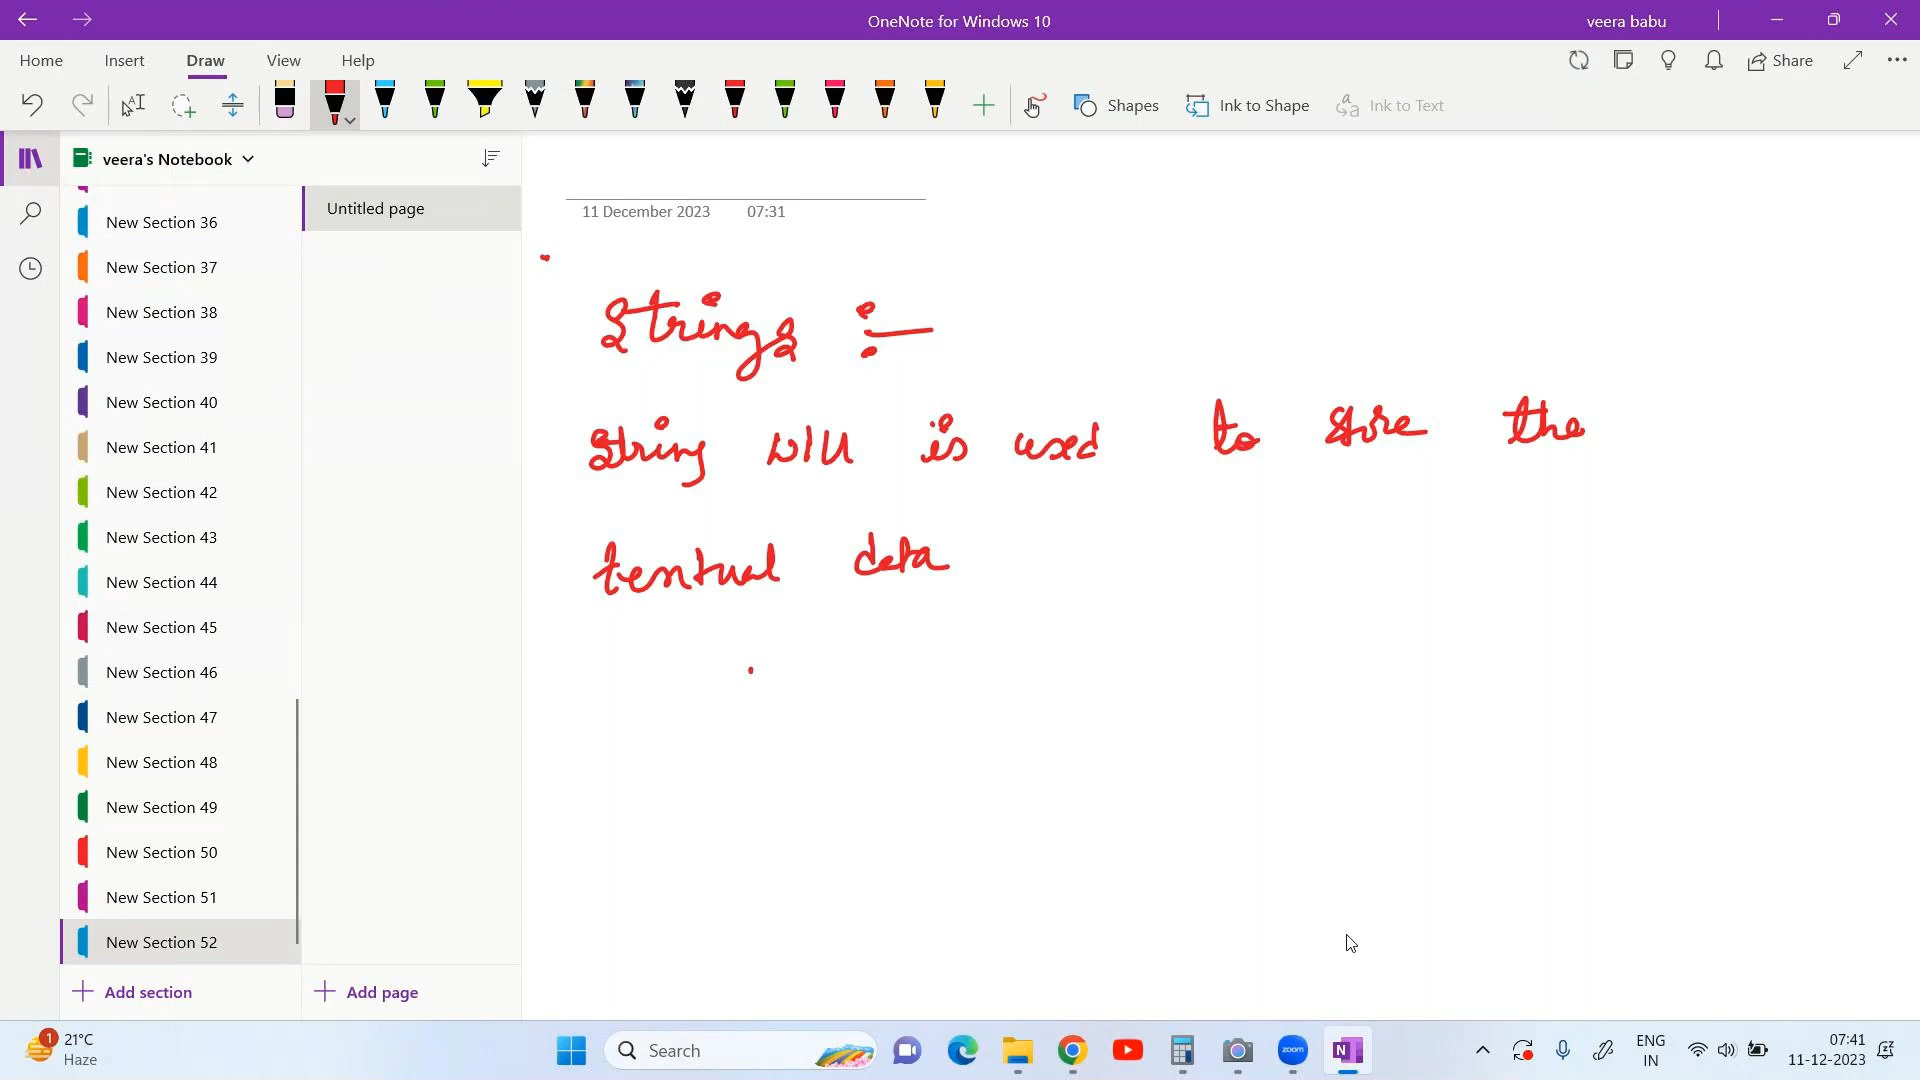 OneNote for Windows 10
veera babu
Home Insert Draw View Help
Share
Shapes Ink to Shape Ink to Text
veera's Notebook
Untitled page
New Section 36
New Section 37
New Section 38
New Section 39
New Section 40
New Section 41
New Section 42
New Section 43
New Section 44
New Section 45
New Section 46
New Section 47
New Section 48
New Section 49
New Section 50
New Section 51
New Section 52
Add section
Add page
11 December 2023 07:31
Strings :-
String will is used to store the
textual data
1
21°C
Haze
Search
zoom
N
ENG
IN
07:41
11-12-2023